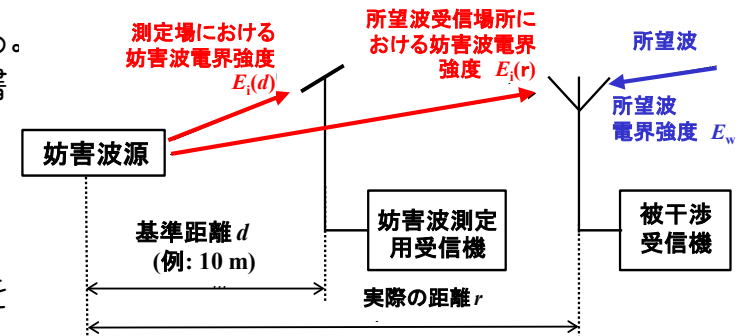 測定場における
妨害波電界強度
Ei(d)
所望波受信場所に
おける妨害波電界
強度 Ei(r)
所望波
所望波
電界強度 Ew
妨害波源
基準距離 d
(例: 10 m)
...
妨害波測定
用受信機
被干渉
受信機
実際の距離 r